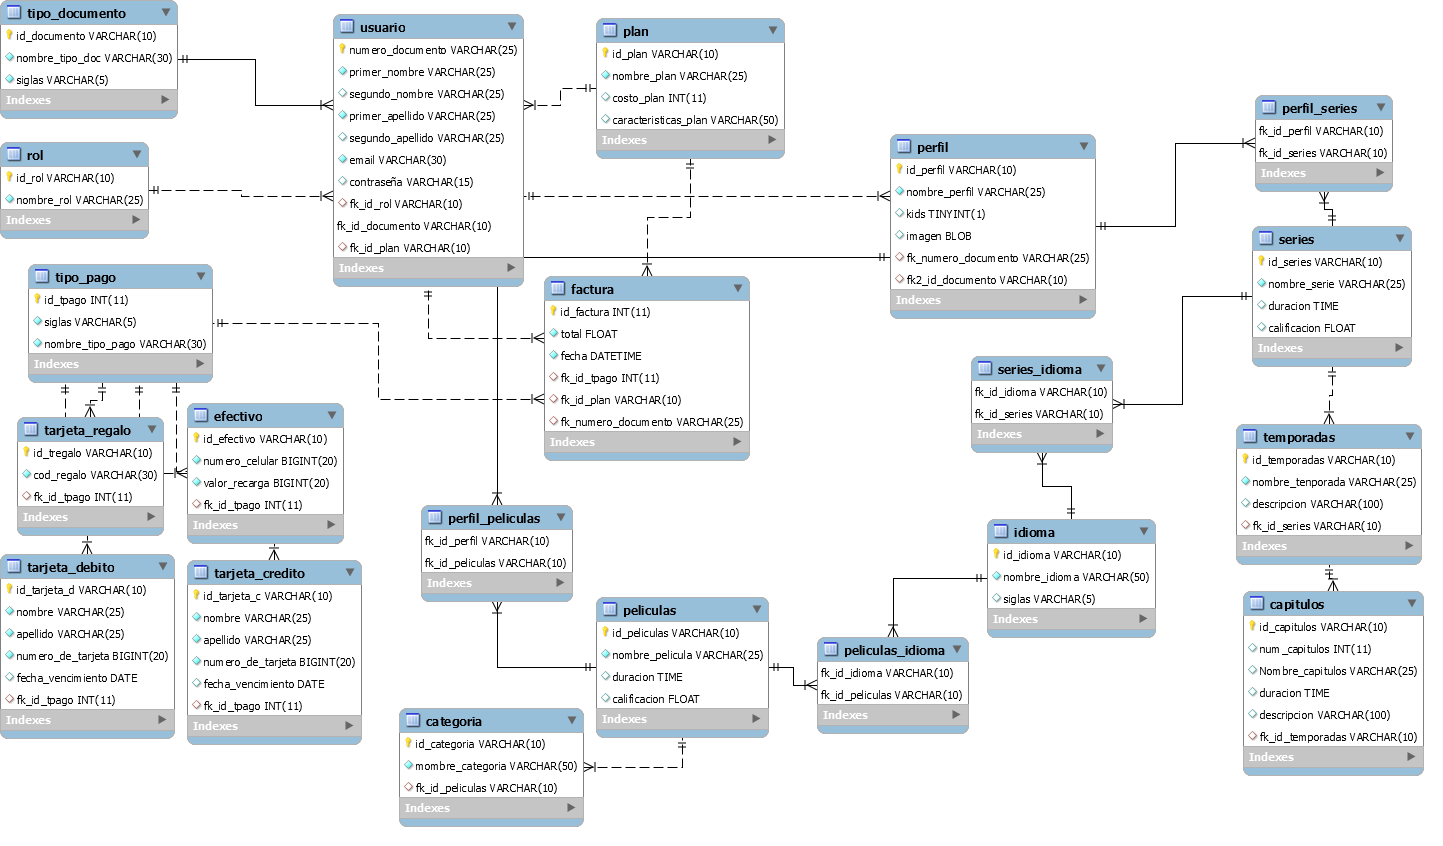 tipo_documento
id_documento VARCHAR(10)
nombre_tipo_doc VARCHAR(30)
siglas VARCHAR(5)
Indexes
rol
id_rol VARCHAR(10)
nombre_rol VARCHAR(25)
Indexes
usuario
numero_documento VARCHAR(25)
primer_nombre VARCHAR(25)
segundo_nombre VARCHAR(25)
primer_apellido VARCHAR(25)
segundo_apellido VARCHAR(25)
email VARCHAR(30)
contraseña VARCHAR(15)
fk_id_rol VARCHAR(10)
fk_id_documento VARCHAR(10)
fk_id_plan VARCHAR(10)
Indexes
plan
id_plan VARCHAR(10)
nombre_plan VARCHAR(25)
costo_plan INT(11)
caracteristicas_plan VARCHAR(50)
Indexes
perfil
id_perfil VARCHAR(10)
nombre_perfil VARCHAR(25)
kids TINYINT(1)
imagen BLOB
fk_numero_documento VARCHAR(25)
fk2_id_documento VARCHAR(10)
Indexes
perfil_series
fk_id_perfil VARCHAR(10)
fk_id_series VARCHAR(10)
Indexes
series
id_series VARCHAR(10)
nombre_serie VARCHAR(25)
duracion TIME
calificacion FLOAT
Indexes
tipo_pago
id_tpago INT(11)
siglas VARCHAR(5)
nombre_tipo_pago VARCHAR(30)
Indexes
factura
id_factura INT(11)
total FLOAT
fecha DATETIME
fk_id_tpago INT(11)
fk_id_plan VARCHAR(10)
fk_numero_documento VARCHAR(25)
Indexes
series_idioma
fk_id_idioma VARCHAR(10)
fk_id_series VARCHAR(10)
Indexes
tarjeta_regalo
id_tregalo VARCHAR(10)
cod_regalo VARCHAR(30)
fk_id_tpago INT(11)
Indexes
efectivo
id_efectivo VARCHAR(10)
numero_celular BIGINT(20)
valor_recarga BIGINT(20)
fk_id_tpago INT(11)
Indexes
temporadas
id_temporadas VARCHAR(10)
nombre_tenporada VARCHAR(25)
descripcion VARCHAR(100)
fk_id_series VARCHAR(10)
Indexes
perfil_peliculas
fk_id_perfil VARCHAR(10)
fk_id_peliculas VARCHAR(10)
Indexes
idioma
id_idioma VARCHAR(10)
nombre_idioma VARCHAR(50)
siglas VARCHAR(5)
Indexes
tarjeta_debito
id_tarjeta_d VARCHAR(10)
nombre VARCHAR(25)
apellido VARCHAR(25)
numero_de_tarjeta BIGINT(20)
fecha_vencimiento DATE
fk_id_tpago INT(11)
Indexes
tarjeta_credito
id_tarjeta_c VARCHAR(10)
nombre VARCHAR(25)
apellido VARCHAR(25)
numero_de_tarjeta BIGINT(20)
fecha_vencimiento DATE
fk_id_tpago INT(11)
Indexes
peliculas
id_peliculas VARCHAR(10)
nombre_pelicula VARCHAR(25)
duracion TIME
calificacion FLOAT
Indexes
peliculas_idioma
fk_id_idioma VARCHAR(10)
fk_id_peliculas VARCHAR(10)
Indexes
capitulos
id_capitulos VARCHAR(10)
num_capitulos INT(11)
Nombre_capitulos VARCHAR(25)
duracion TIME
descripcion VARCHAR(100)
fk_id_temporadas VARCHAR(10)
Indexes
categoria
id_categoria VARCHAR(10)
mombre_categoria VARCHAR(50)
fk_id_peliculas VARCHAR(10)
Indexes